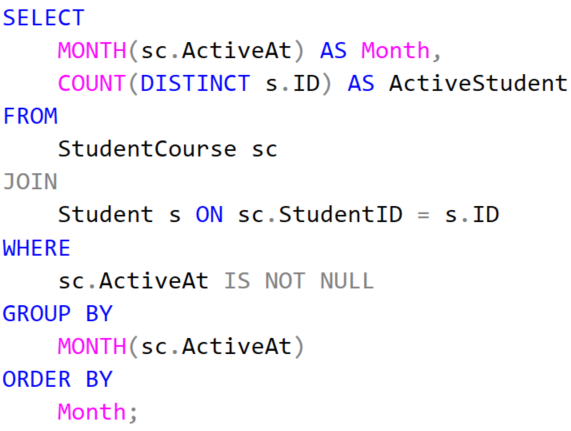 SELECT
MONTH(sc.ActiveAt) AS Month,
COUNT(DISTINCT s.ID) AS ActiveStudent
FROM
StudentCourse sc
JOIN
Student s ON sc.StudentID = s.ID
WHERE
sc.ActiveAt IS NOT NULL
GROUP BY
MONTH(sc.ActiveAt)
ORDER BY
Month;